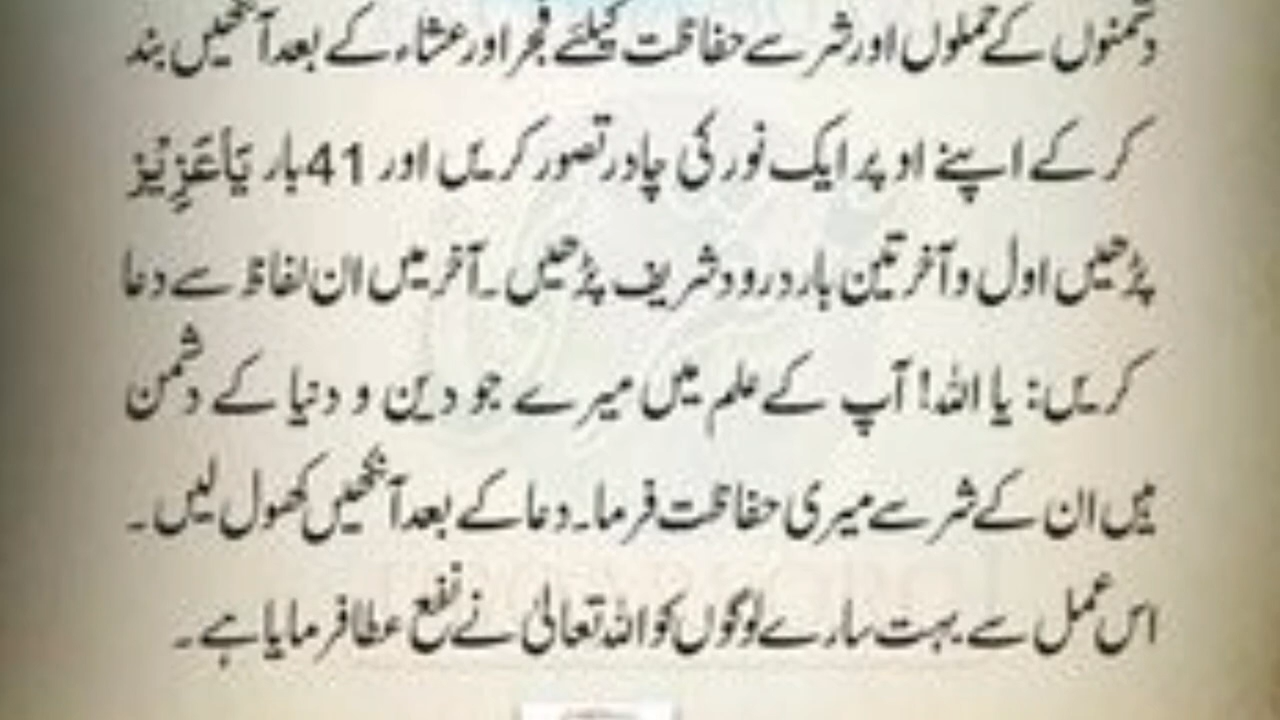 دشمنوں کے حملوں اور شر سے حفاظت کیلئے فجر اور عشاء کے بعد آنکھیں بند
کر کے اپنے اوپر ایک نور کی چادر تصور کریں اور 41 بار یَاعَزِیْز
پڑھیں اول و آخر تین بار درود شریف پڑھیں۔ آخر میں ان لفاظ سے دعا
کریں: یا اللہ! آپ کے علم میں میرے جو دین و دنیا کے دشمن
ہیں ان کے شر سے میری حفاظت فرما۔ دعا کے بعد آنکھیں کھول لیں۔
اس عمل سے بہت سارے لوگوں کو اللہ تعالیٰ نے نفع عطا فرمایا ہے۔